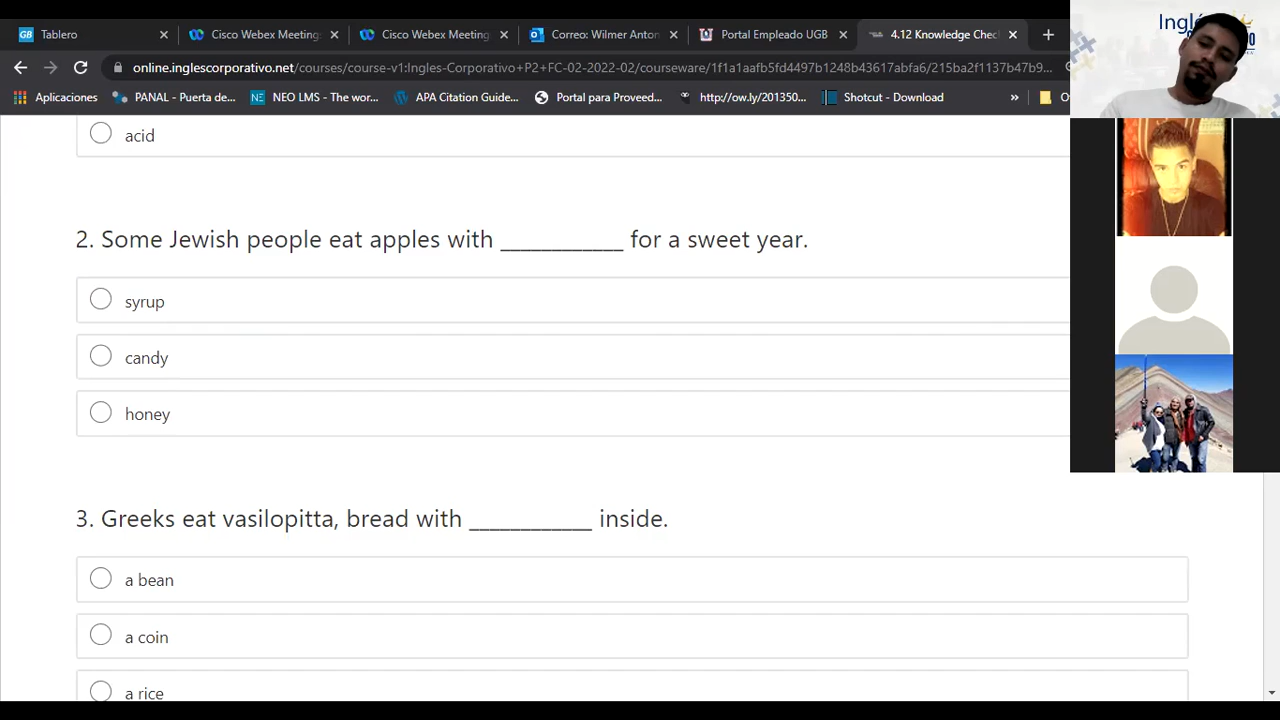 Tablero
Cisco Webex Meeting
Cisco Webex Meeting
Correo: Wilmer Anton
Portal Empleado UGB
4.12 Knowledge Chec
online.inglescorporativo.net/courses/course-v1:Ingles-Corporativo+P2+EC-02-2022-02/courseware/1f1a1aafb5fd4497b1248b43617abfa6/215ba2f1137b47b9...
Aplicaciones
PANAL - Puerta de...
NEO LMS - The wor...
APA Citation Guide...
Portal para Proveed...
http://ow.ly/201350...
Shotcut - Download
»
acid
2. Some Jewish people eat apples with ____________ for a sweet year.
syrup
candy
honey
3. Greeks eat vasilopitta, bread with ____________ inside.
a bean
a coin
a rice